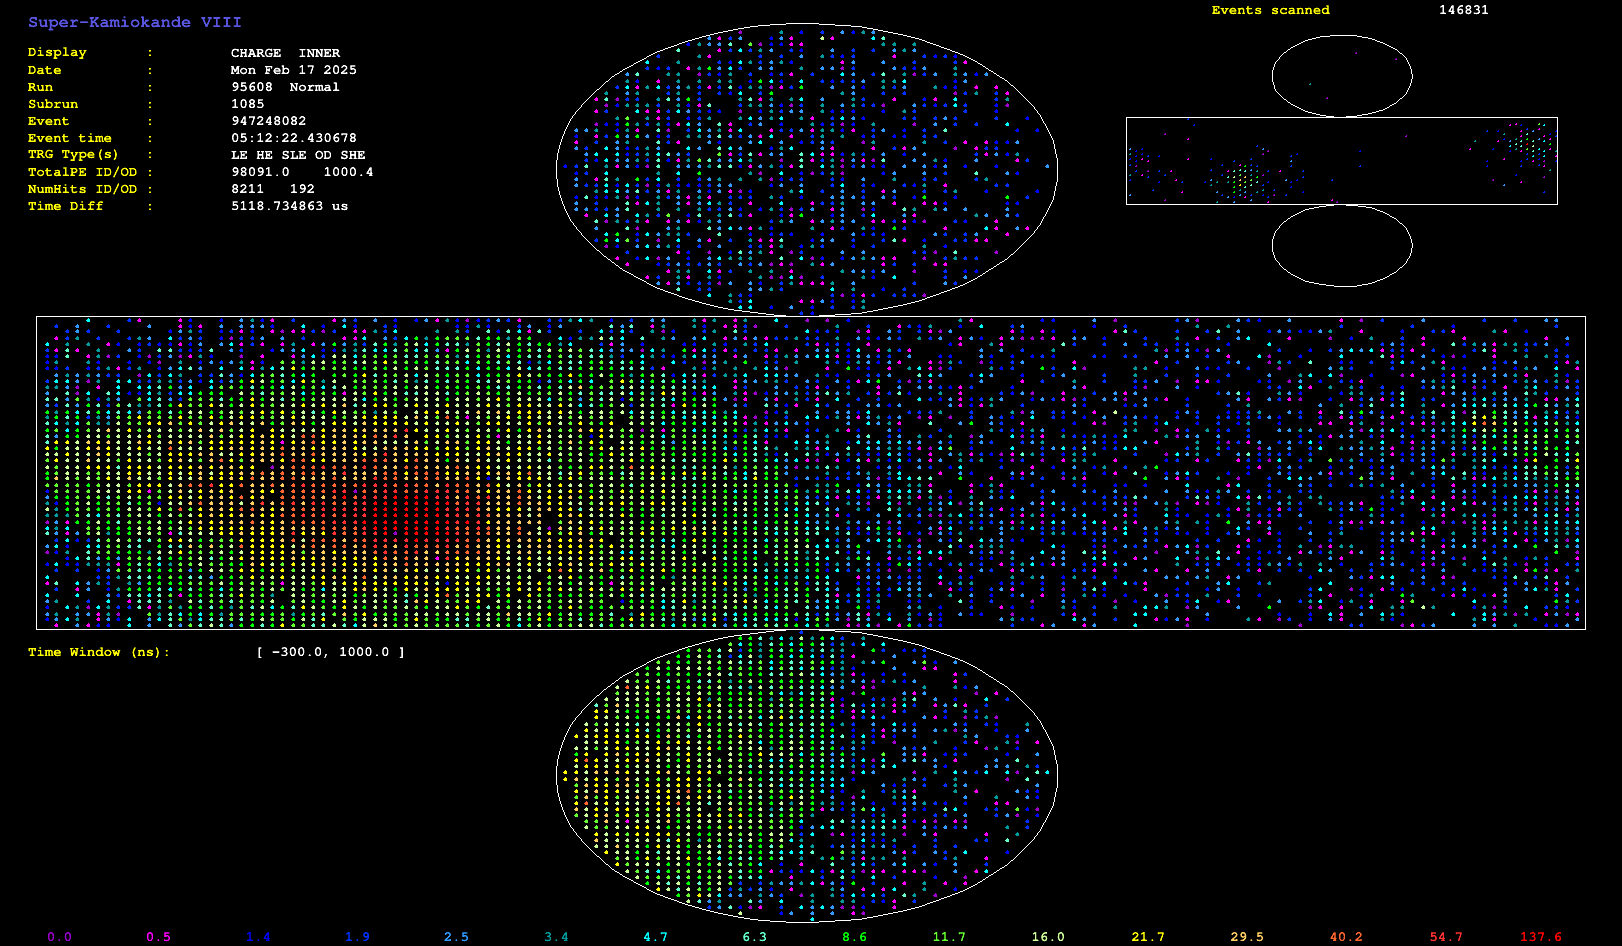 Super-Kamiokande VIII
Events scanned 146831
Display : CHARGE INNER
Date : Mon Feb 17 2025
Run : 95608 Normal
Subrun : 1085
Event : 947248082
Event time : 05:12:22.430678
TRG Type(s) : LE HE SLE OD SHE
TotalPE ID/OD : 98091.0 1000.4
NumHits ID/OD : 8211 192
Time Diff : 5118.734863 us
Time Window (ns): [ -300.0, 1000.0 ]
0.0 0.5 1.4 1.9 2.5 3.4 4.7 6.3 8.6 11.7 16.0 21.7 29.5 40.2 54.7 137.6